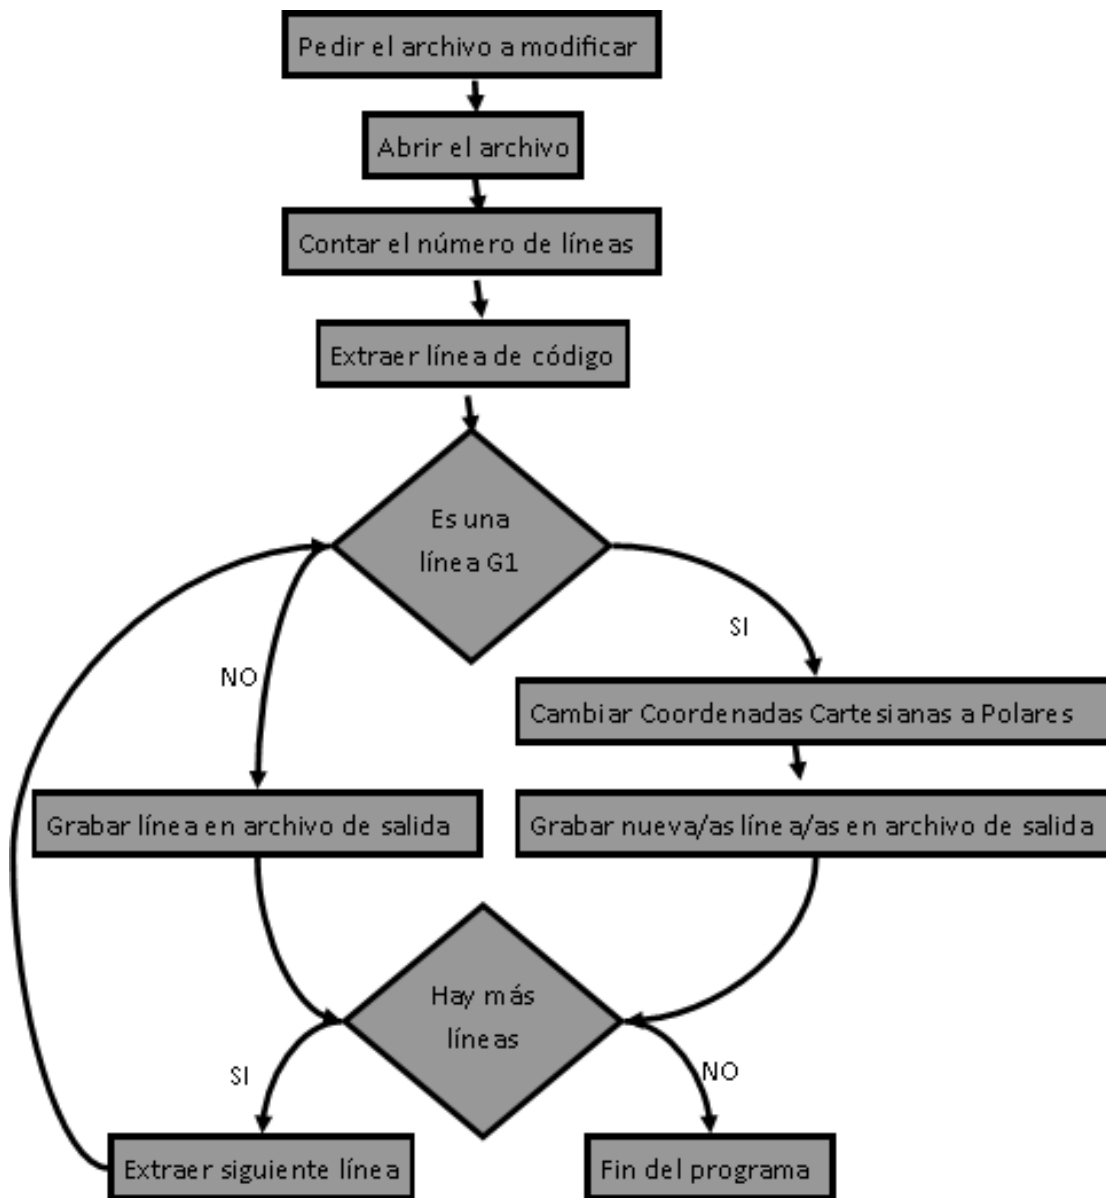 Pedir el archivo a modificar
Abrir el archivo
Contar el número de líneas
Extraer línea de código
Es una
línea G1
SI
NO
Cambiar Coordenadas Cartesianas a Polares
Grabar línea en archivo de salida
Grabar nueva/as línea/as en archivo de salida
Hay más
líneas
SI
NO
Extraer siguiente línea
Fin del programa